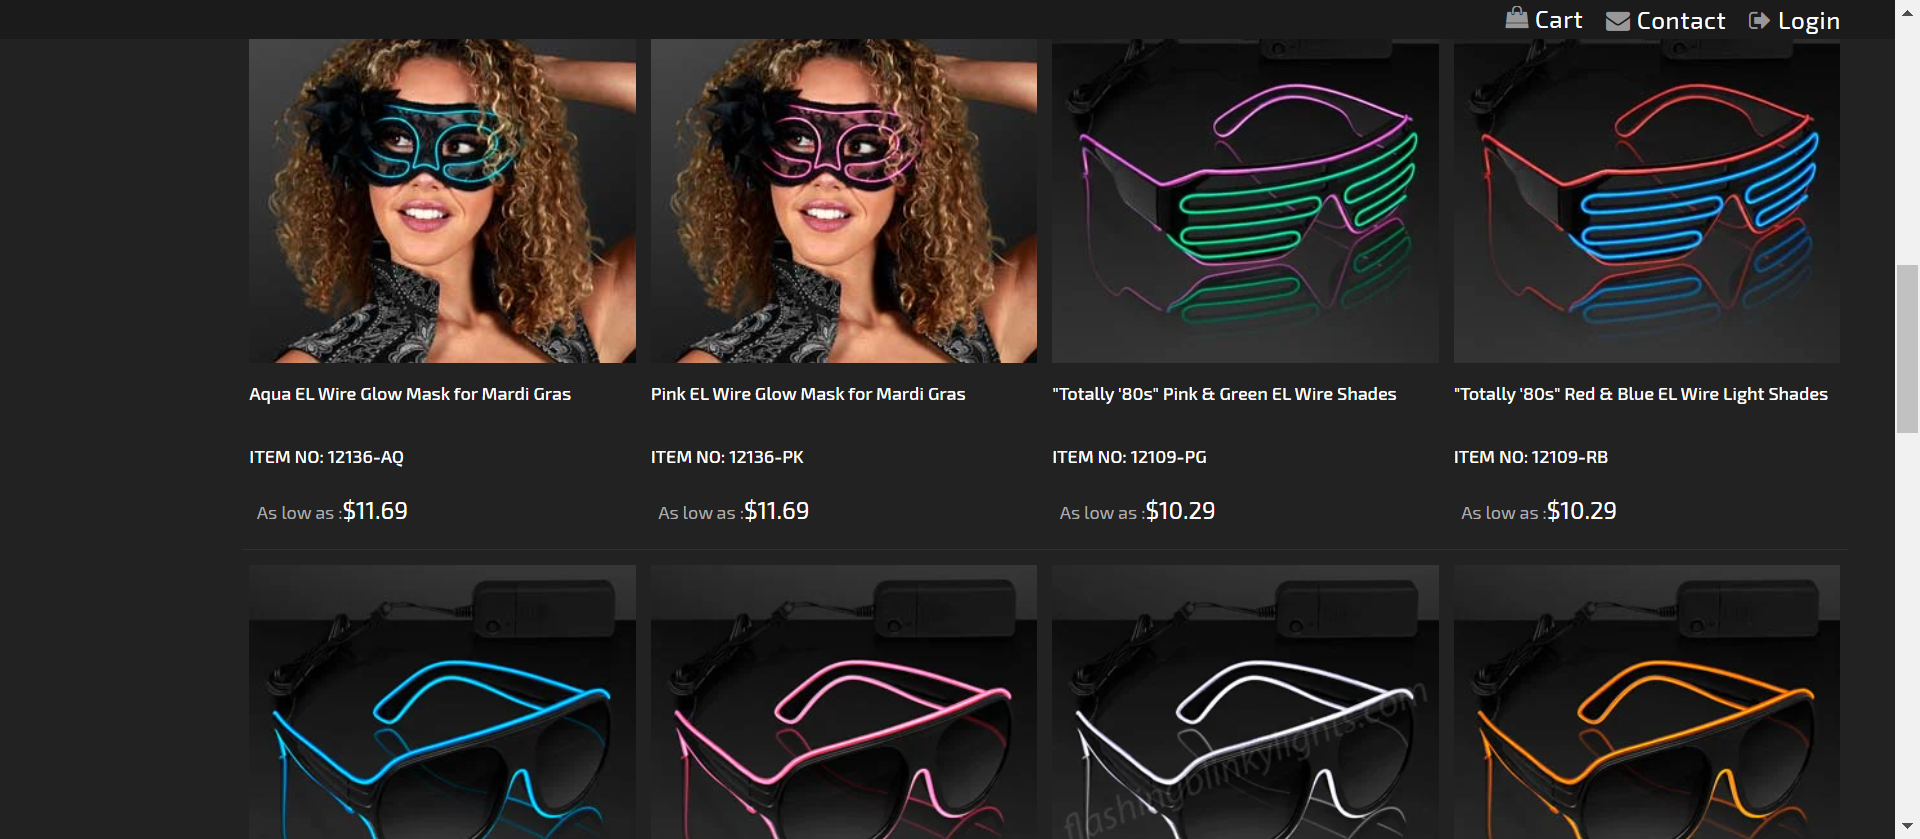 Cart Contact Login
Aqua EL Wire Glow Mask for Mardi Gras
ITEM NO: 12136-AQ
As low as :$11.69
Pink EL Wire Glow Mask for Mardi Gras
ITEM NO: 12136-PK
As low as :$11.69
"Totally '80s" Pink & Green EL Wire Shades
ITEM NO: 12109-PG
As low as :$10.29
"Totally '80s" Red & Blue EL Wire Light Shades
ITEM NO: 12109-RB
As low as :$10.29
flashingblinkylights.com